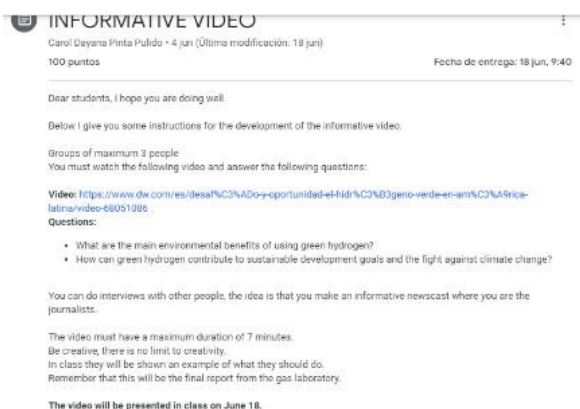 INFORMATIVE VIDEO
Carol Dayana Pinta Pulido • 4 jun (Última modificación: 18 jun)
100 puntos
Fecha de entrega: 18 jun, 9:40
Dear students, I hope you are doing well.
Below I give you some instructions for the development of the informative video.
Groups of maximum 3 people
You must watch the following video and answer the following questions:
Video: https://www.dw.com/es/desaf%C3%ADo-y-oportunidad-el-hidr%C3%B3geno-verde-en-am%C3%A9rica-
latina/video-68051086
Questions:
• What are the main environmental benefits of using green hydrogen?
• How can green hydrogen contribute to sustainable development goals and the fight against climate change?
You can do interviews with other people, the idea is that you make an informative newscast where you are the
journalists.
The video must have a maximum duration of 7 minutes.
Be creative, there is no limit to creativity.
In class they will be shown an example of what they should do.
Remember that this will be the final report from the gas laboratory.
The video will be presented in class on June 18.